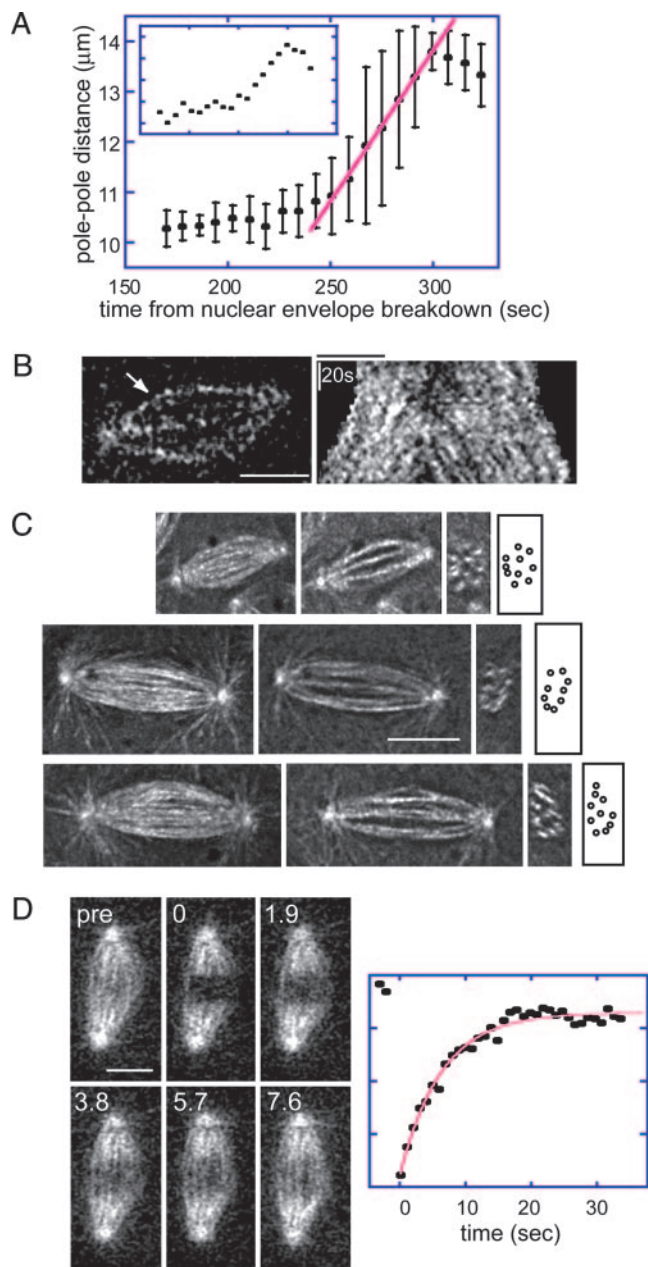 A
pole-pole distance (μm)
14
13
12
11
10
150
200
250
300
time from nuclear envelope breakdown (sec)
B
20s
C
D
pre
0
1.9
3.8
5.7
7.6
0
10
20
30
time (sec)